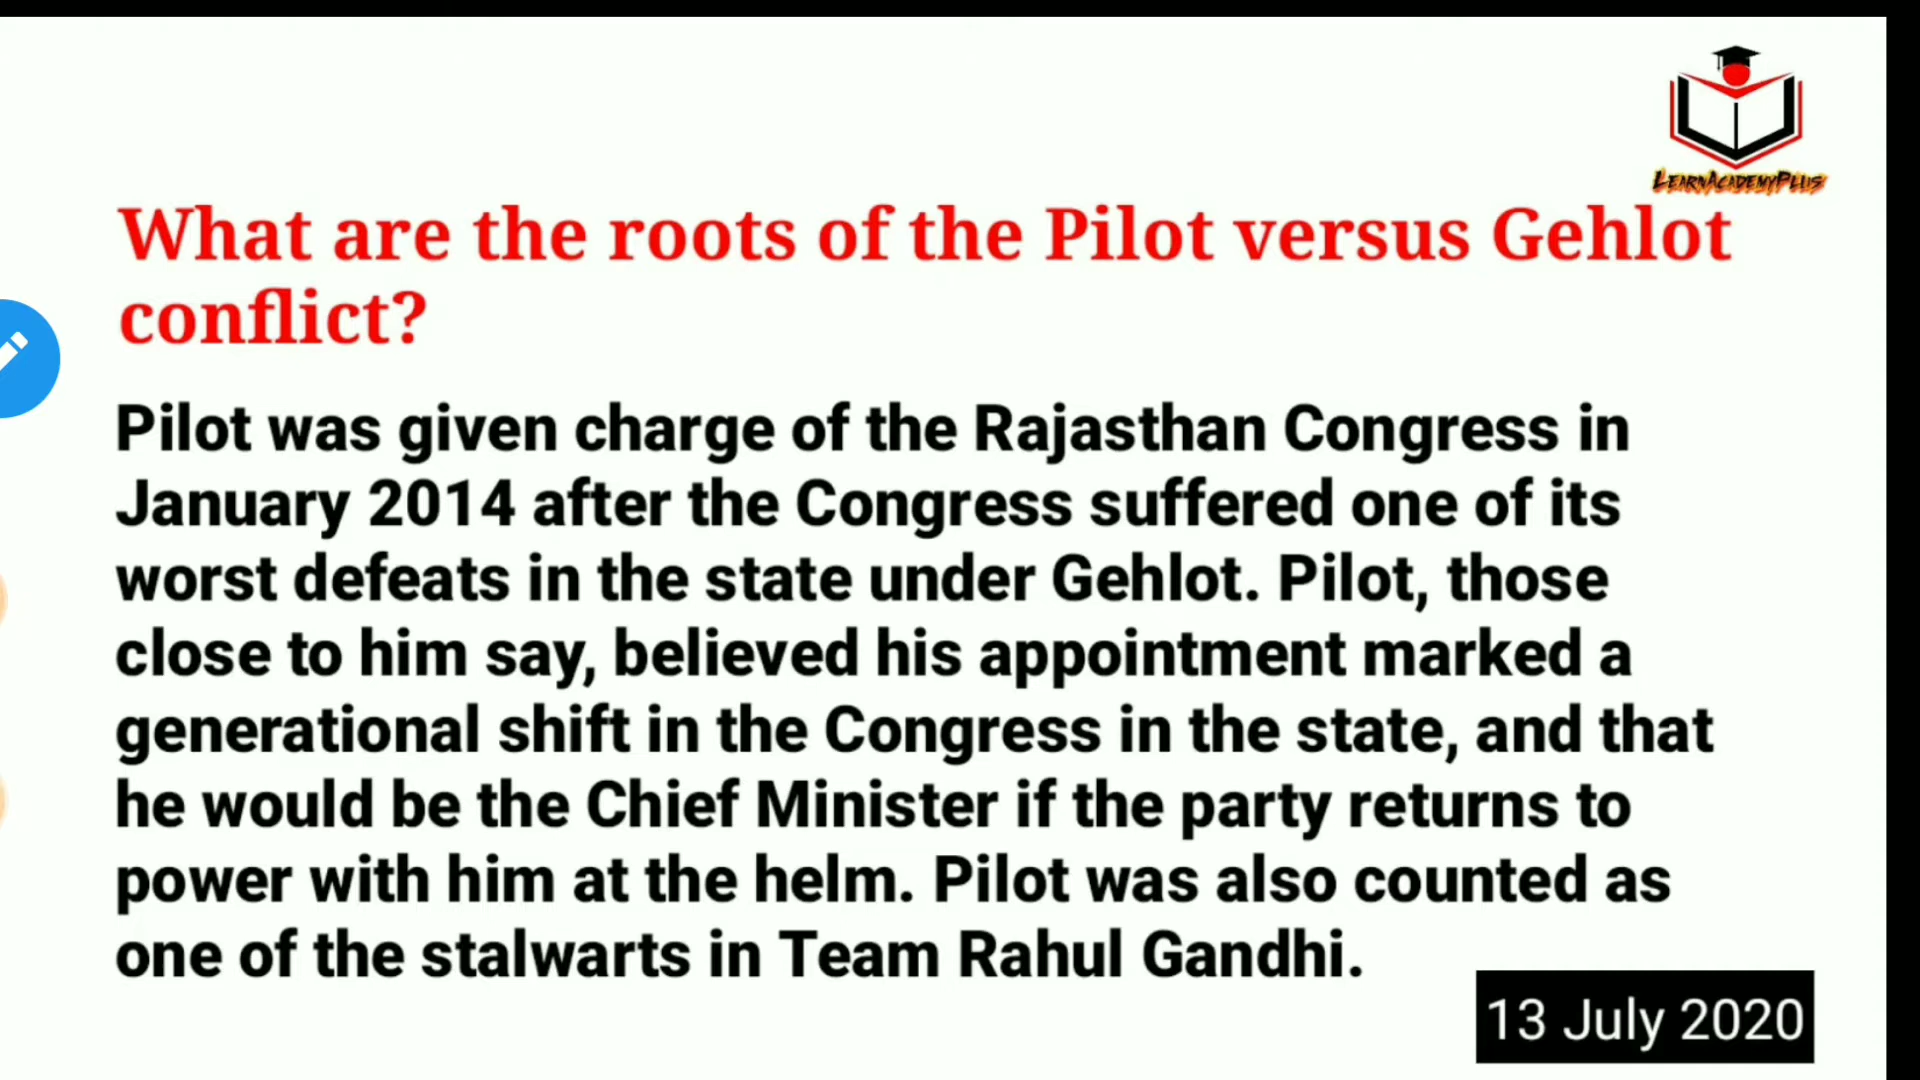 LEARNACADEMYPLUS
What are the roots of the Pilot versus Gehlot
conflict?
Pilot was given charge of the Rajasthan Congress in
January 2014 after the Congress suffered one of its
worst defeats in the state under Gehlot. Pilot, those
close to him say, believed his appointment marked a
generational shift in the Congress in the state, and that
he would be the Chief Minister if the party returns to
power with him at the helm. Pilot was also counted as
one of the stalwarts in Team Rahul Gandhi.
13 July 2020